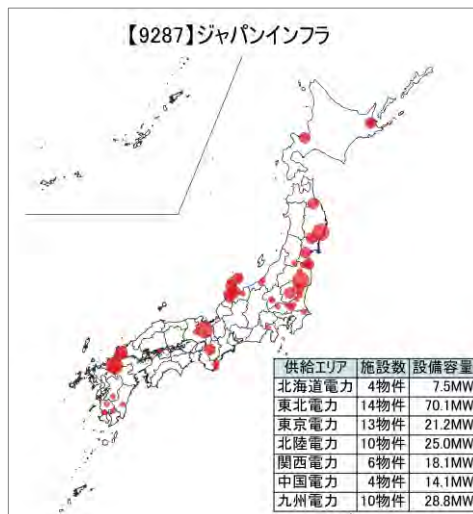 【9287】ジャパンインフラ
供給エリア 施設数 設備容量
北海道電力 4物件 7.5MW
東北電力 14物件 70.1MW
東京電力 13物件 21.2MW
北陸電力 10物件 25.0MW
関西電力 6物件 18.1MW
中国電力 4物件 14.1MW
九州電力 10物件 28.8MW